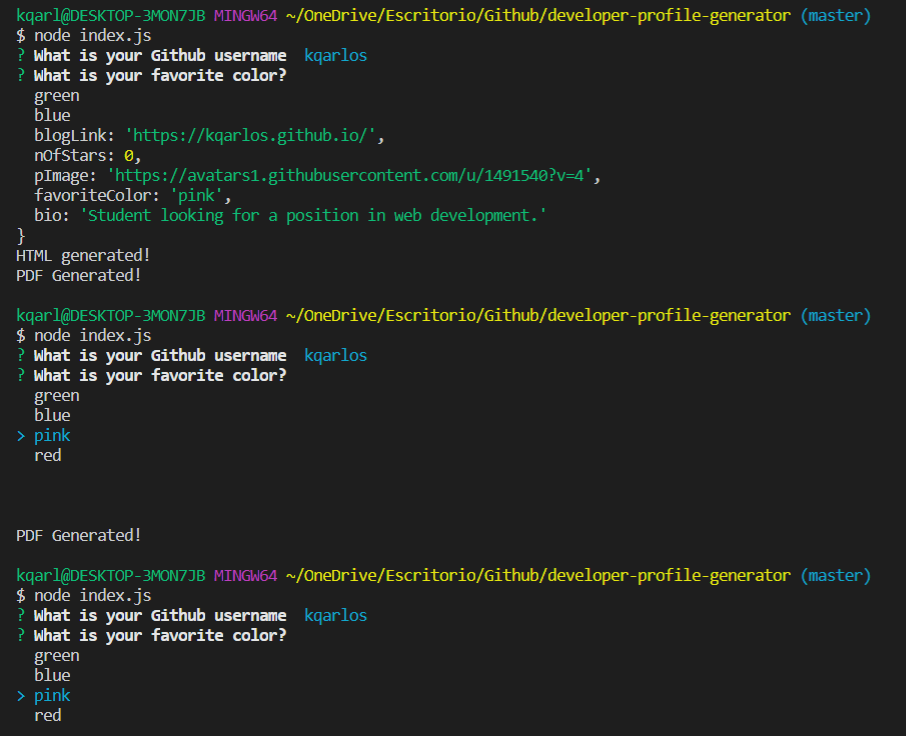 kqarl@DESKTOP-3MON7JB MINGW64 ~/OneDrive/Escritorio/Github/developer-profile-generator (master)
$ node index.js
? What is your Github username  kqarlos
? What is your favorite color?
  green
  blue
  blogLink: 'https://kqarlos.github.io/',
  nOfStars: 0,
  pImage: 'https://avatars1.githubusercontent.com/u/1491540?v=4',
  favoriteColor: 'pink',
  bio: 'Student looking for a position in web development.'
}
HTML generated!
PDF Generated!
kqarl@DESKTOP-3MON7JB MINGW64 ~/OneDrive/Escritorio/Github/developer-profile-generator (master)
$ node index.js
? What is your Github username  kqarlos
? What is your favorite color?
  green
  blue
> pink
  red
PDF Generated!
kqarl@DESKTOP-3MON7JB MINGW64 ~/OneDrive/Escritorio/Github/developer-profile-generator (master)
$ node index.js
? What is your Github username  kqarlos
? What is your favorite color?
  green
  blue
> pink
  red